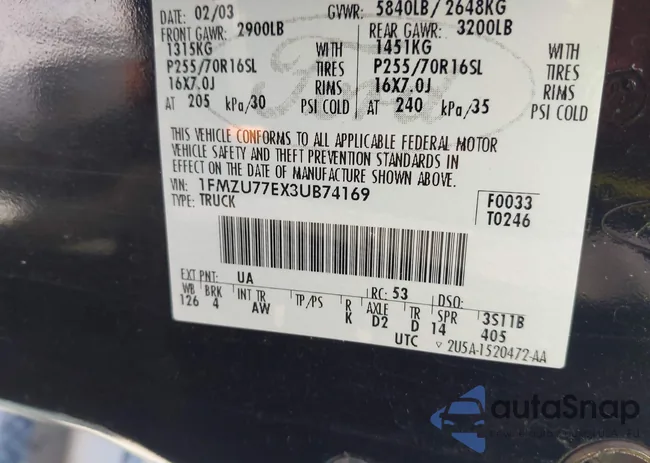 DATE: 02/03 GVWR: 5840LB / 2648KG
FRONT GAWR: 2900LB REAR GAWR: 3200LB
1315KG WITH 1451KG WITH
P255/70R16SL TIRES P255/70R16SL TIRES
16X7.0J RIMS 16X7.0J RIMS
AT 205 kPa/30 PSI COLD AT 240 kPa/35 PSI COLD
THIS VEHICLE CONFORMS TO ALL APPLICABLE FEDERAL MOTOR
VEHICLE SAFETY AND THEFT PREVENTION STANDARDS IN
EFFECT ON THE DATE OF MANUFACTURE SHOWN ABOVE.
VIN: 1FMZU77EX3UB74169 F0033
TYPE: TRUCK T0246
EXT PNT: UA RC: 53 DSO:
WB BRK INT TR TP/PS R AXLE TR SPR 3S11B
126 4 AW K D2 D 14 405
UTC ▽ 2U5A-1520472-AA
Ford
autoSnap